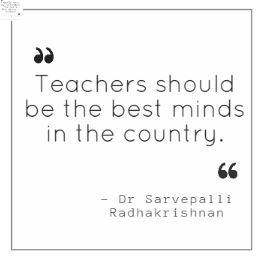 “
Teachers should
be the best minds
in the country.
“
- Dr Sarvepalli
Radhakrishnan